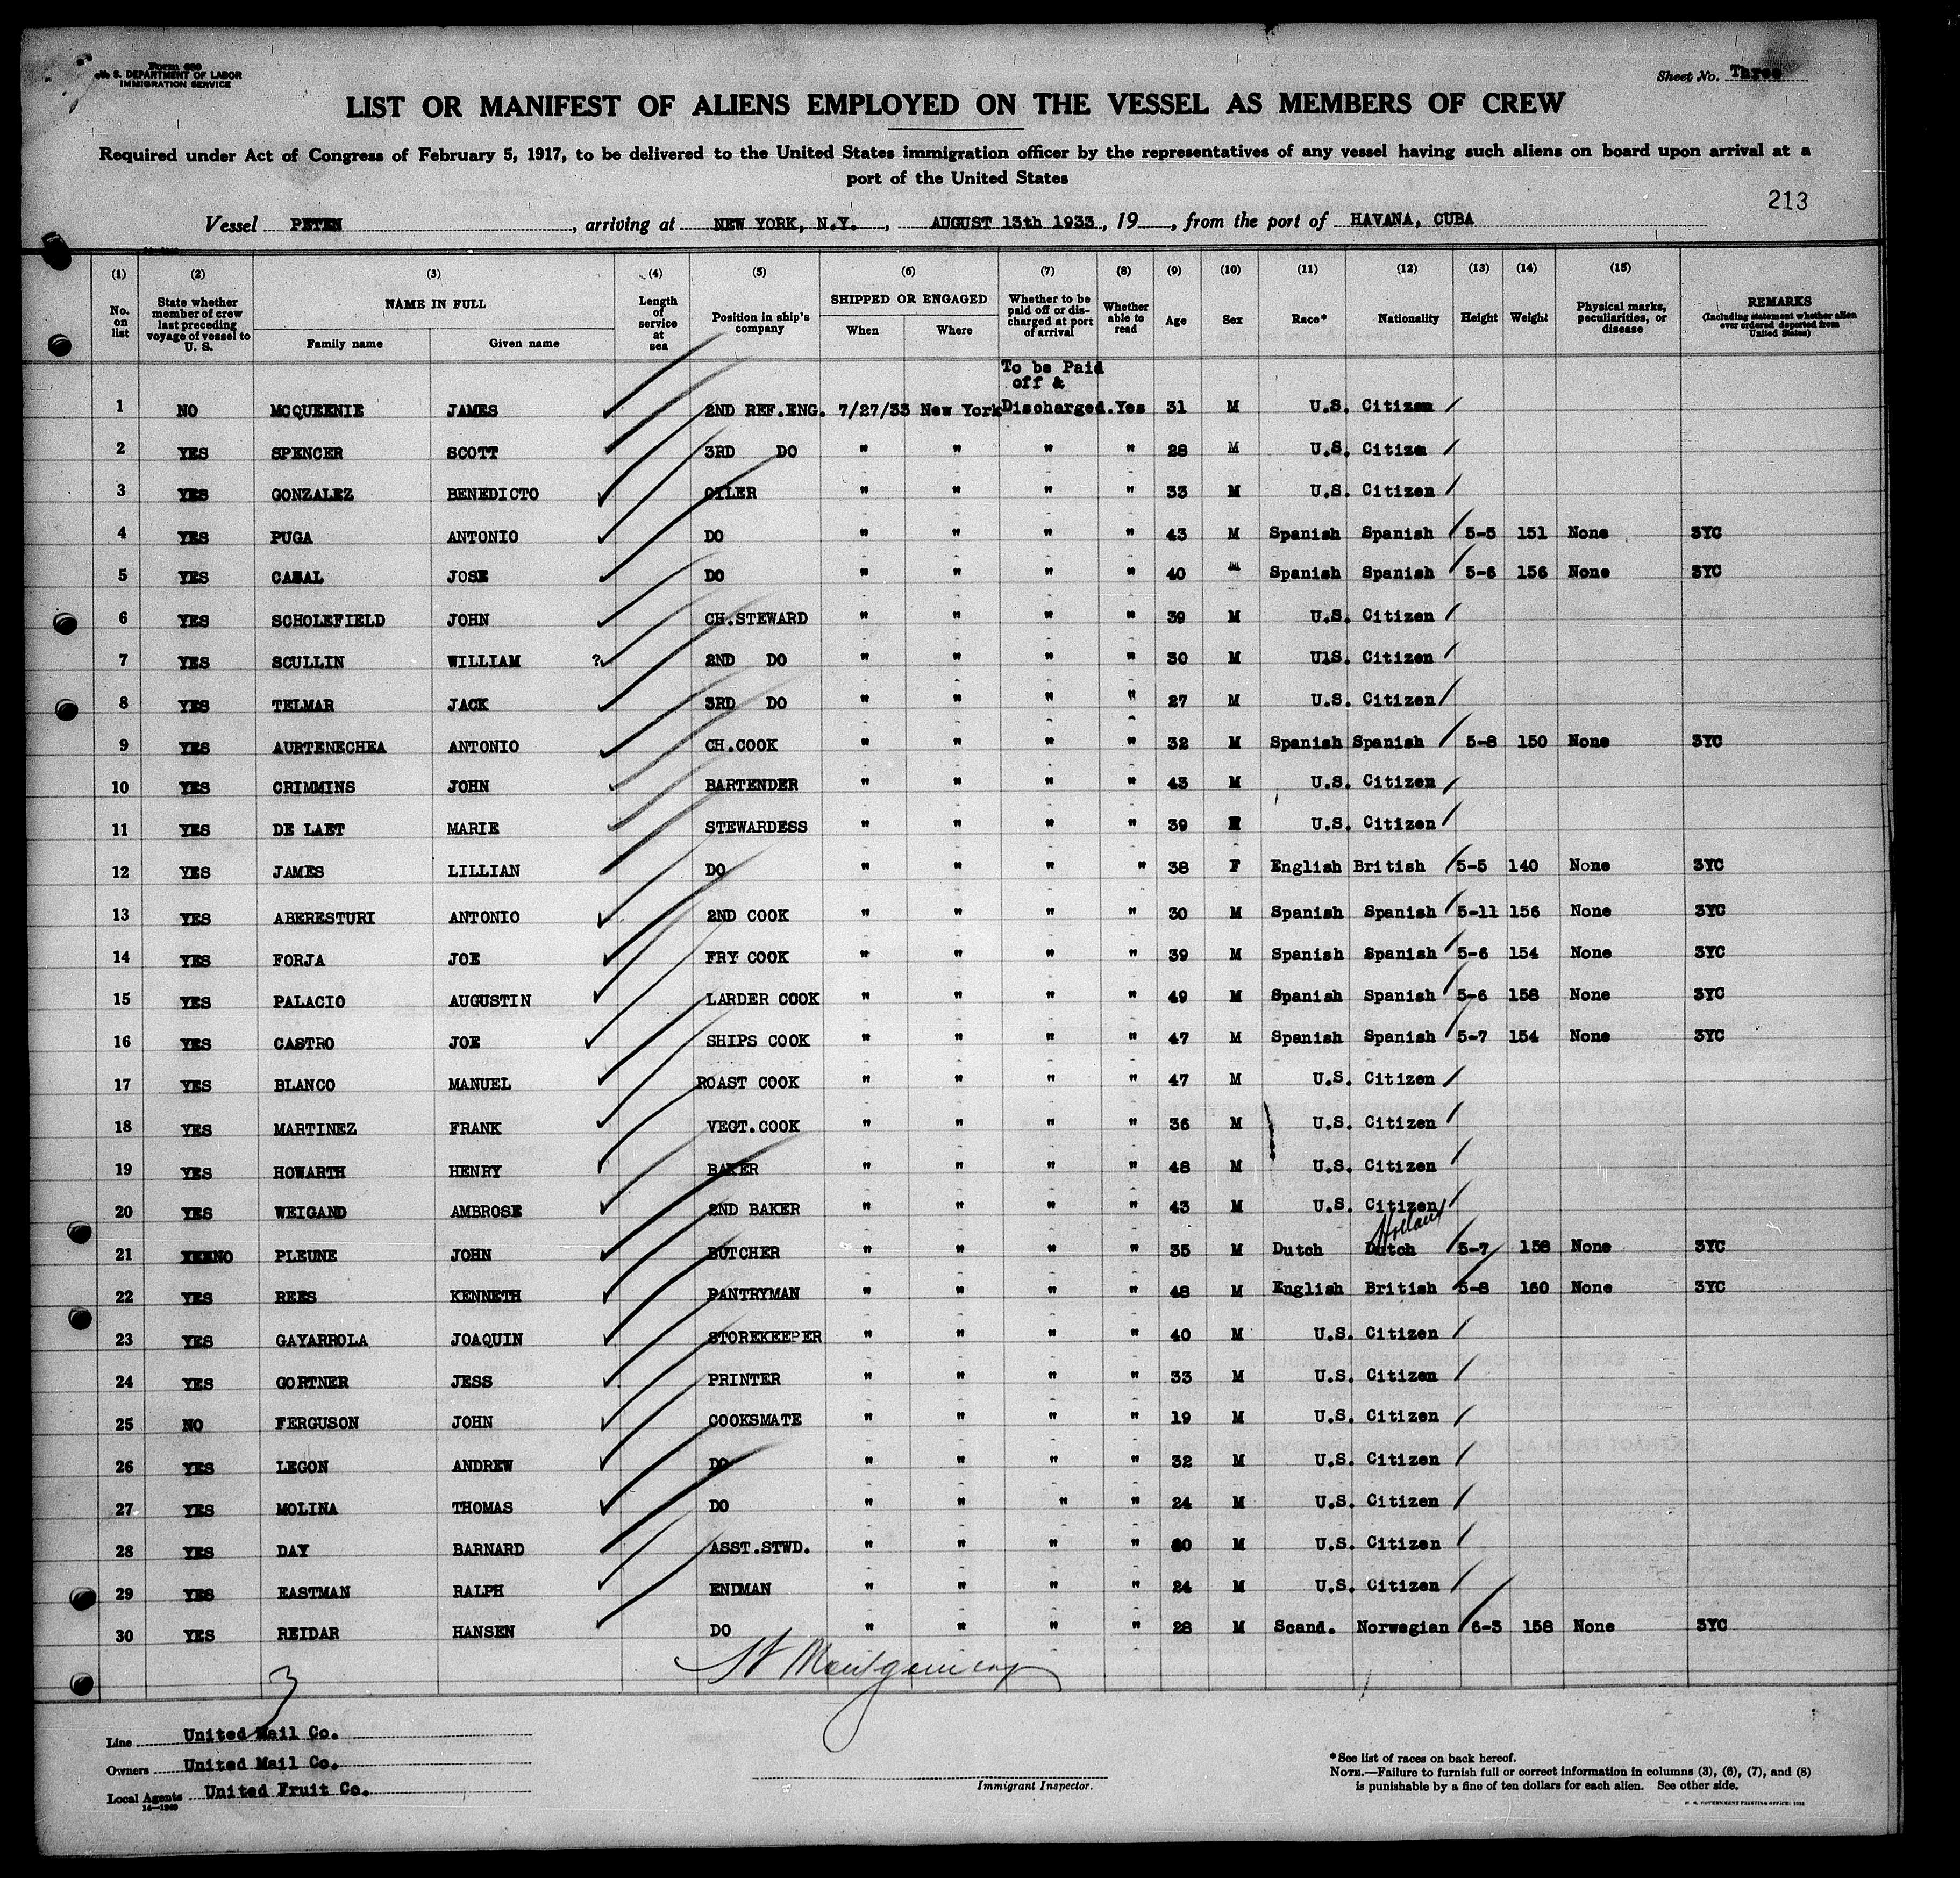 Form 680
U. S. DEPARTMENT OF LABOR
IMMIGRATION SERVICE
Sheet No. Three
LIST OR MANIFEST OF ALIENS EMPLOYED ON THE VESSEL AS MEMBERS OF CREW
Required under Act of Congress of February 5, 1917, to be delivered to the United States immigration officer by the representatives of any vessel having such aliens on board upon arrival at a
port of the United States
213
Vessel PETEN, arriving at NEW YORK, N.Y., AUGUST 13th 1933, 19, from the port of HAVANA, CUBA
(1) (2) (3) (4) (5) (6) (7) (8) (9) (10) (11) (12) (13) (14) (15)
No. on list State whether member of crew last preceding voyage of vessel to U. S. NAME IN FULL Family name Given name Length of service at sea Position in ship's company SHIPPED OR ENGAGED When Where Whether to be paid off or discharged at port of arrival Whether able to read Age Sex Race* Nationality Height Weight Physical marks, peculiarities, or disease REMARKS (Including statement whether alien ever ordered deported from United States)
To be Paid
off &
1 NO MCQUEENIE JAMES 2ND REF.ENG. 7/27/33 New York Discharged. Yes 31 M U.S. Citizen
2 YES SPENCER SCOTT 3RD DO " " " " 28 M U.S. Citizen
3 YES GONZALEZ BENEDICTO OILER " " " " 33 M U.S. Citizen
4 YES PUGA ANTONIO DO " " " " 43 M Spanish Spanish 5-5 151 None 3YC
5 YES CABAL JOSE DO " " " " 40 M Spanish Spanish 5-6 156 None 3YC
6 YES SCHOLEFIELD JOHN CH.STEWARD " " " " 39 M U.S. Citizen
7 YES SCULLIN WILLIAM ? 2ND DO " " " " 30 M U1S. Citizen
8 YES TELMAR JACK 3RD DO " " " " 27 M U.S. Citizen
9 YES AURTENECHEA ANTONIO CH.COOK " " " " 32 M Spanish Spanish 5-8 150 None 3YC
10 YES CRIMMINS JOHN BARTENDER " " " " 43 M U.S. Citizen
11 YES DE LAET MARIE STEWARDESS " " " " 39 U.S. Citizen
12 YES JAMES LILLIAN DO " " " " 38 F English British 5-5 140 None 3YC
13 YES ABERESTURI ANTONIO 2ND COOK " " " " 30 M Spanish Spanish 5-11 156 None 3YC
14 YES FORJA JOE FRY COOK " " " " 39 M Spanish Spanish 5-6 154 None 3YC
15 YES PALACIO AUGUSTIN LARDER COOK " " " " 49 M Spanish Spanish 5-6 158 None 3YC
16 YES CASTRO JOE SHIPS COOK " " " " 47 M Spanish Spanish 5-7 154 None 3YC
17 YES BLANCO MANUEL ROAST COOK " " " " 47 M U.S. Citizen
18 YES MARTINEZ FRANK VEGT.COOK " " " " 36 M U.S. Citizen
19 YES HOWARTH HENRY BAKER " " " " 48 M U.S. Citizen
20 YES WEIGAND AMBROSE 2ND BAKER " " " " 43 M U.S. Citizen
Holland
21 NO PLEUNE JOHN BUTCHER " " " " 35 M Dutch Dutch 5-7 158 None 3YC
22 YES REES KENNETH PANTRYMAN " " " " 48 M English British 5-8 160 None 3YC
23 YES GAYARROLA JOAQUIN STOREKEEPER " " " " 40 M U.S. Citizen
24 YES GORTNER JESS PRINTER " " " " 33 M U.S. Citizen
25 NO FERGUSON JOHN COOKSMATE " " " " 19 M U.S. Citizen
26 YES LEGON ANDREW DO " " " " 32 M U.S. Citizen
27 YES MOLINA THOMAS DO " " " " 24 M U.S. Citizen
28 YES DAY BARNARD ASST.STWD. " " " " M U.S. Citizen
29 YES EASTMAN RALPH ENDMAN " " " " 24 M U.S. Citizen
30 YES REIDAR HANSEN DO " " " " 28 M Scand. Norwegian 6-3 158 None 3YC
Montgomery
3
Line United Mail Co.
Owners United Mail Co.
Local Agents United Fruit Co.
14-1940
Immigrant Inspector.
*See list of races on back hereof.
NOTE.—Failure to furnish full or correct information in columns (3), (6), (7), and (8)
is punishable by a fine of ten dollars for each alien. See other side.
U. S. GOVERNMENT PRINTING OFFICE: